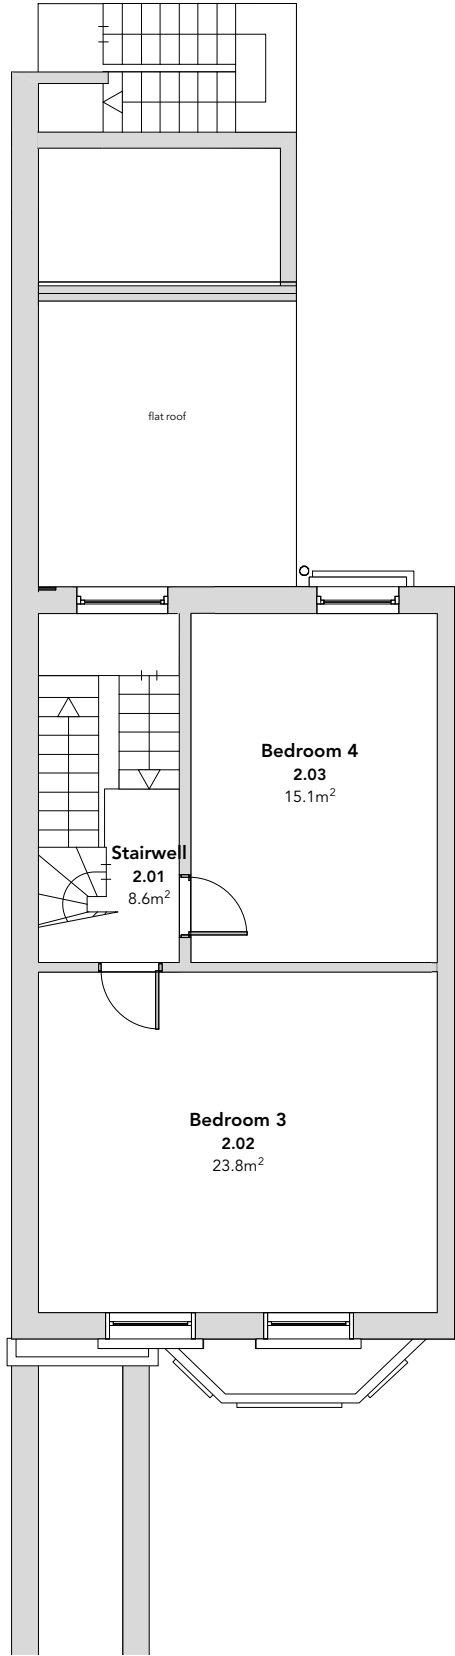 flat roof
Bedroom 4
2.03
15.1m²
Stairwell
2.01
8.6m²
Bedroom 3
2.02
23.8m²